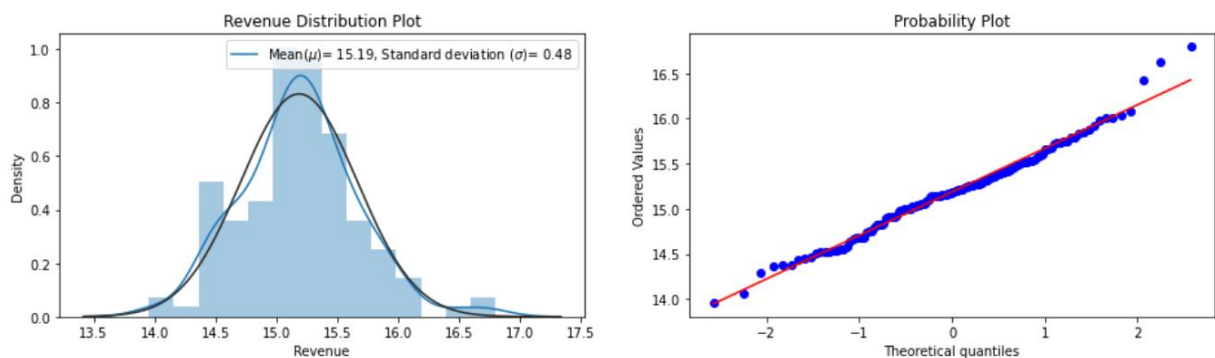 Revenue Distribution Plot
Mean(μ)= 15.19, Standard deviation (σ)= 0.48
1.0
0.8
0.6
0.4
0.2
0.0
Density
13.5 14.0 14.5 15.0 15.5 16.0 16.5 17.0 17.5
Revenue
Probability Plot
16.5
16.0
15.5
15.0
14.5
14.0
Ordered Values
−2 −1 0 1 2
Theoretical quantiles